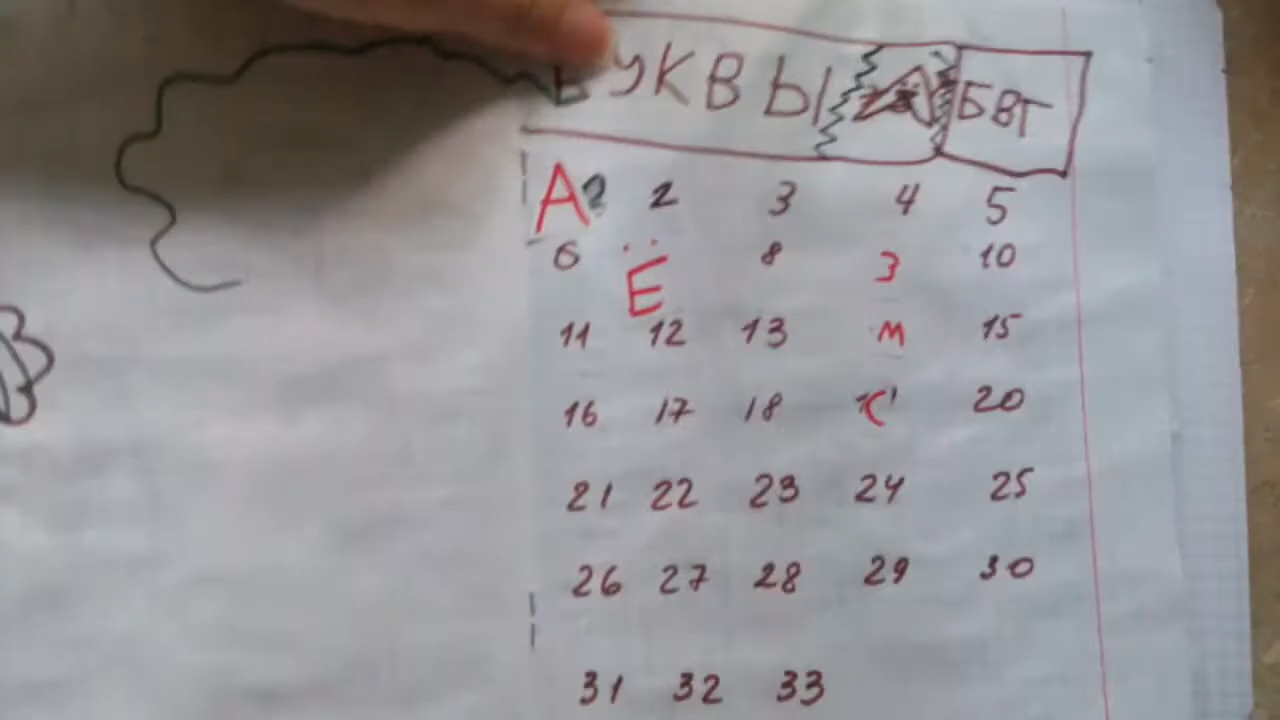 БУКВЫ БВГ
А? 2 3 4 5
6 Ё 8 З 10
11 12 13 М 15
16 17 18 С 20
21 22 23 24 25
26 27 28 29 30
31 32 33